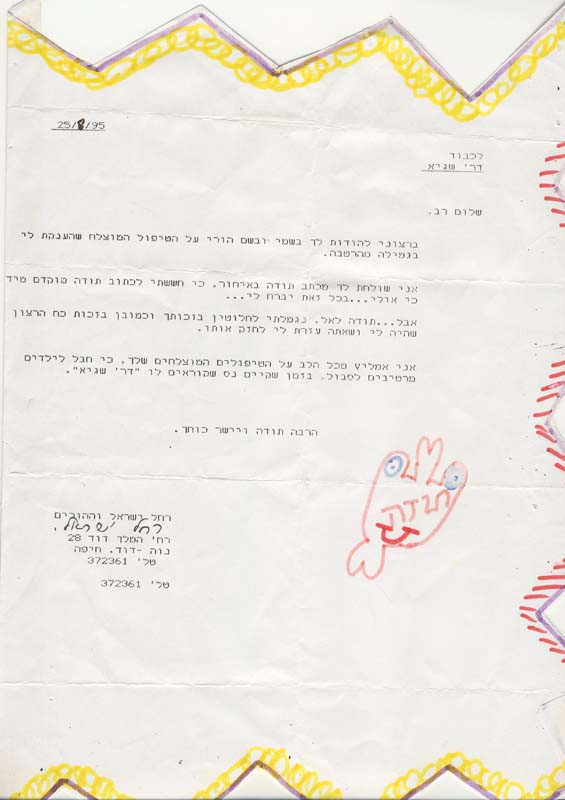 25/8/95
לכבוד
דר' שגיא
שלום רב.
ברצוני להודות לך בשמי ובשם הורי על הטיפול המוצלח שהענקת לי
בגמילה מהרטבה.
אני שולחת לך מכתב תודה באיחור, כי חששתי לכתוב תודה מוקדם מידי
כי אולי...בכל זאת יברח לי...
אבל...תודה לאל, נגמלתי לחלוטין בזכותך וכמובן בזכות כח הרצון
שהיה לי ושאתה עזרת לי לחזק אותו.
אני אמליץ מכל הלב על הטיפולים המוצלחים שלך, כי חבל לילדים
מרטיבים לסבול, בזמן שקיים נס שקוראים לו "דר' שגיא".
הרבה תודה ויישר כוחך.
תודה
רחל ישראל וההורים
רחל ישראל.
רח' המלך דוד 28
נוה -דוד, חיפה
טל' 372361
טל' 372361